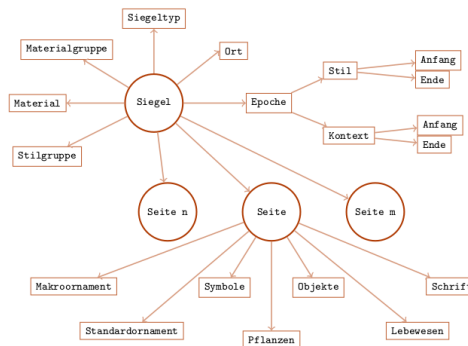 Siegeltyp
Materialgruppe
Ort
Anfang
Stil
Ende
Material
Siegel
Epoche
Anfang
Kontext
Ende
Stilgruppe
Seite n
Seite
Seite m
Makroornament
Symbole
Objekte
Schrift
Standardornament
Lebewesen
Pflanzen